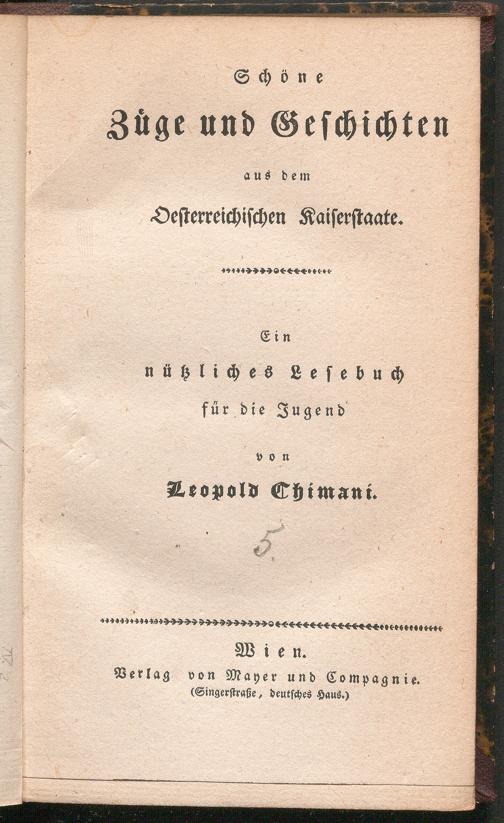 Schöne
Züge und Geschichten
aus dem
Oesterreichischen Kaiserstaate.
Ein
nützliches Lesebuch
für die Jugend
von
Leopold Chimani.
5.
Wien.
Verlag von Mayer und Compagnie.
(Singerstraße, deutsches Haus.)